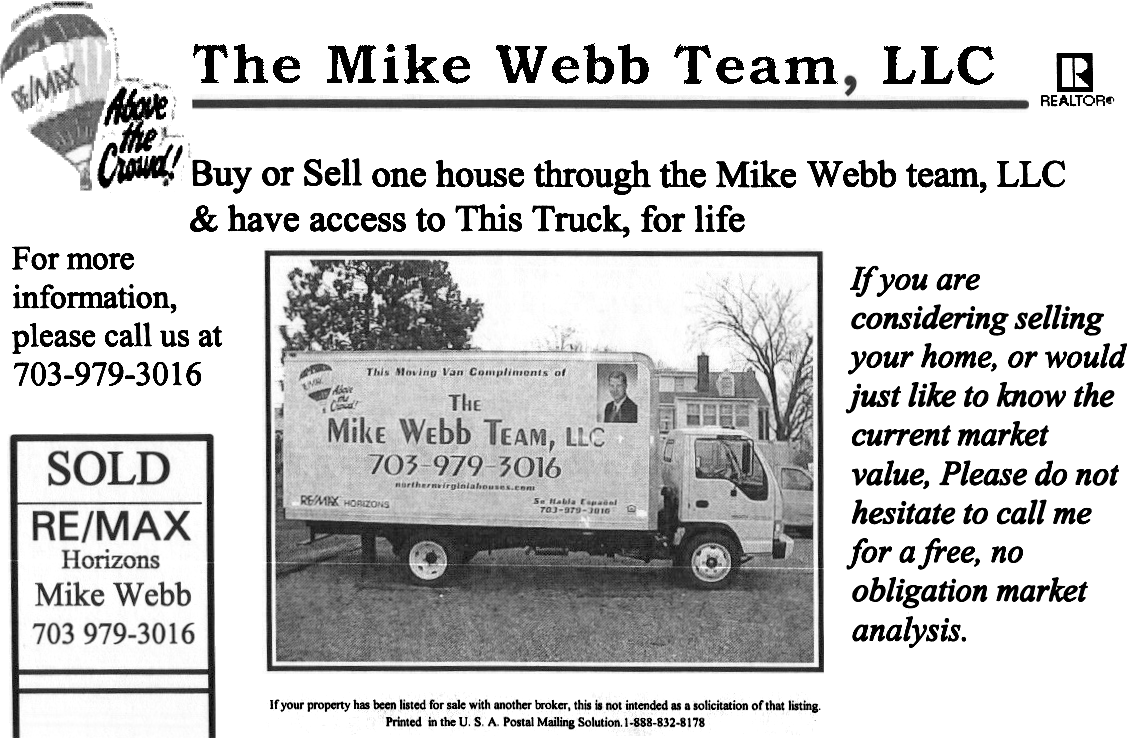 RE/MAX
Above
the
Crowd!
The Mike Webb Team, LLC
R
REALTOR®
Buy or Sell one house through the Mike Webb team, LLC
& have access to This Truck, for life
For more
information,
please call us at
703-979-3016
SOLD
RE/MAX
Horizons
Mike Webb
703 979-3016
This Moving Van Compliments of
RE/MAX
Above
the
Crowd!
The
Mike Webb Team, LLC
703-979-3016
northernvirginiahouses.com
RE/MAX HORIZONS
Se Habla Español
703-979-3016
If you are
considering selling
your home, or would
just like to know the
current market
value, Please do not
hesitate to call me
for a free, no
obligation market
analysis.
If your property has been listed for sale with another broker, this is not intended as a solicitation of that listing.
Printed in the U. S. A. Postal Mailing Solution.1-888-832-8178